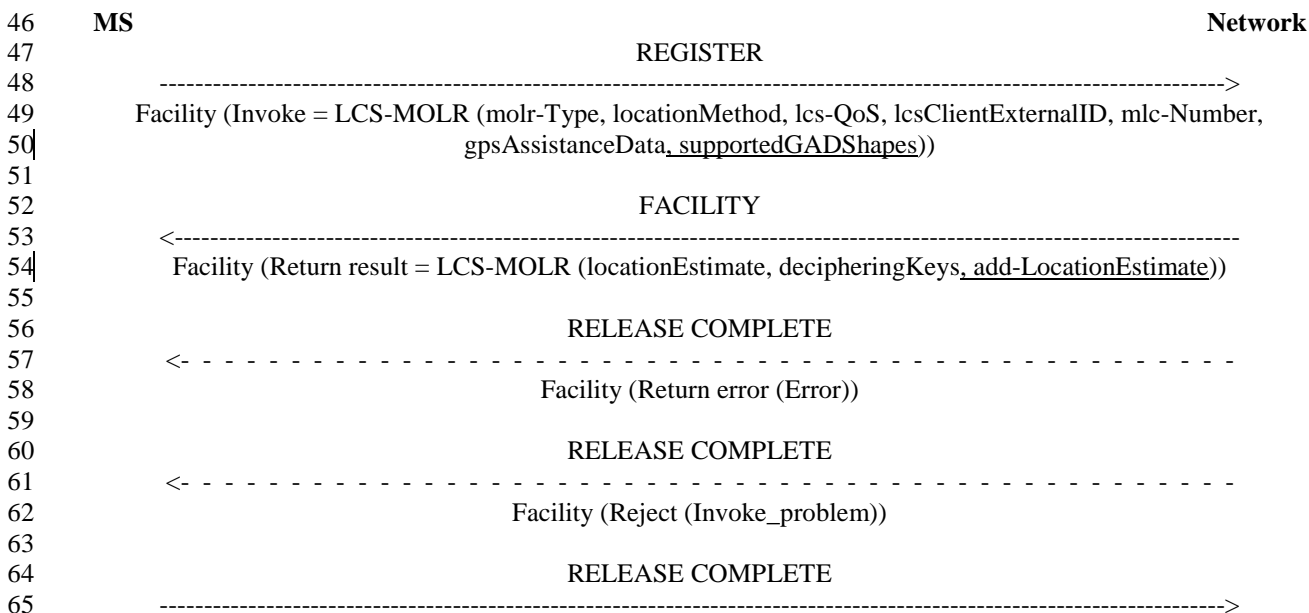 46 MS Network
47 REGISTER
48 ------------------------------------------------------------------------------------------------------------------------>
49 Facility (Invoke = LCS-MOLR (molr-Type, locationMethod, lcs-QoS, lcsClientExternalID, mlc-Number,
50 gpsAssistanceData, supportedGADShapes))
51
52 FACILITY
53 <------------------------------------------------------------------------------------------------------------------------
54 Facility (Return result = LCS-MOLR (locationEstimate, decipheringKeys, add-LocationEstimate))
55
56 RELEASE COMPLETE
57 <- - - - - - - - - - - - - - - - - - - - - - - - - - - - - - - - - - - - - - - - - - - - - - -
58 Facility (Return error (Error))
59
60 RELEASE COMPLETE
61 <- - - - - - - - - - - - - - - - - - - - - - - - - - - - - - - - - - - - - - - - - - - - - - -
62 Facility (Reject (Invoke_problem))
63
64 RELEASE COMPLETE
65 ------------------------------------------------------------------------------------------------------------------------>